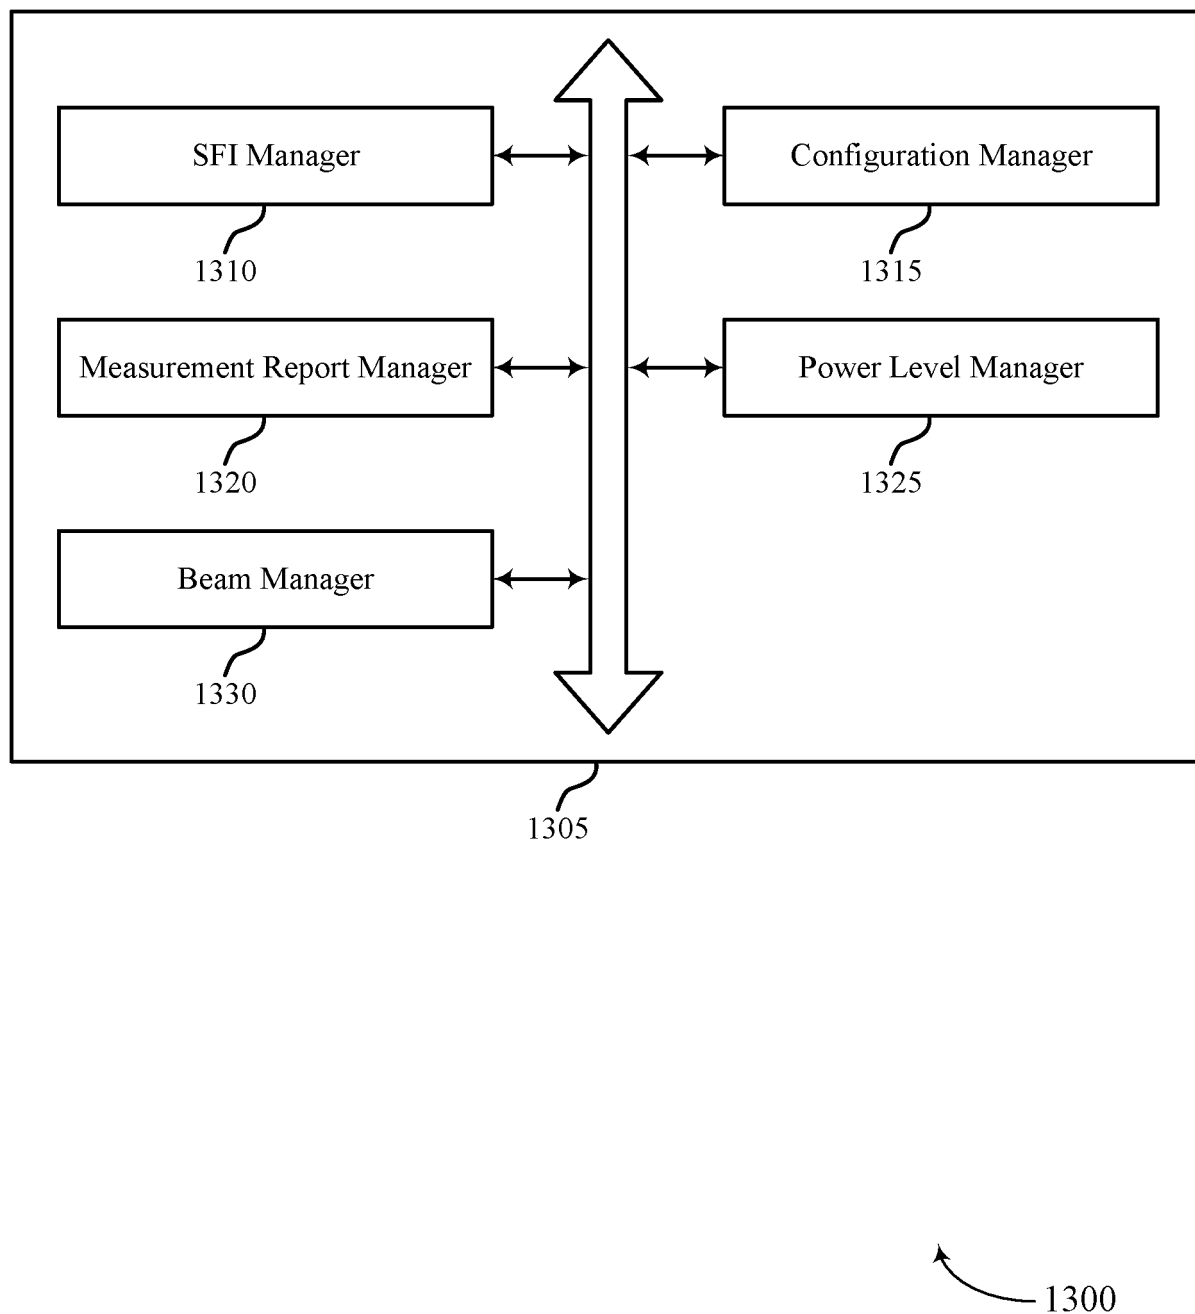 SFI Manager
1310
Configuration Manager
1315
Measurement Report Manager
1320
Power Level Manager
1325
Beam Manager
1330
1305
1300